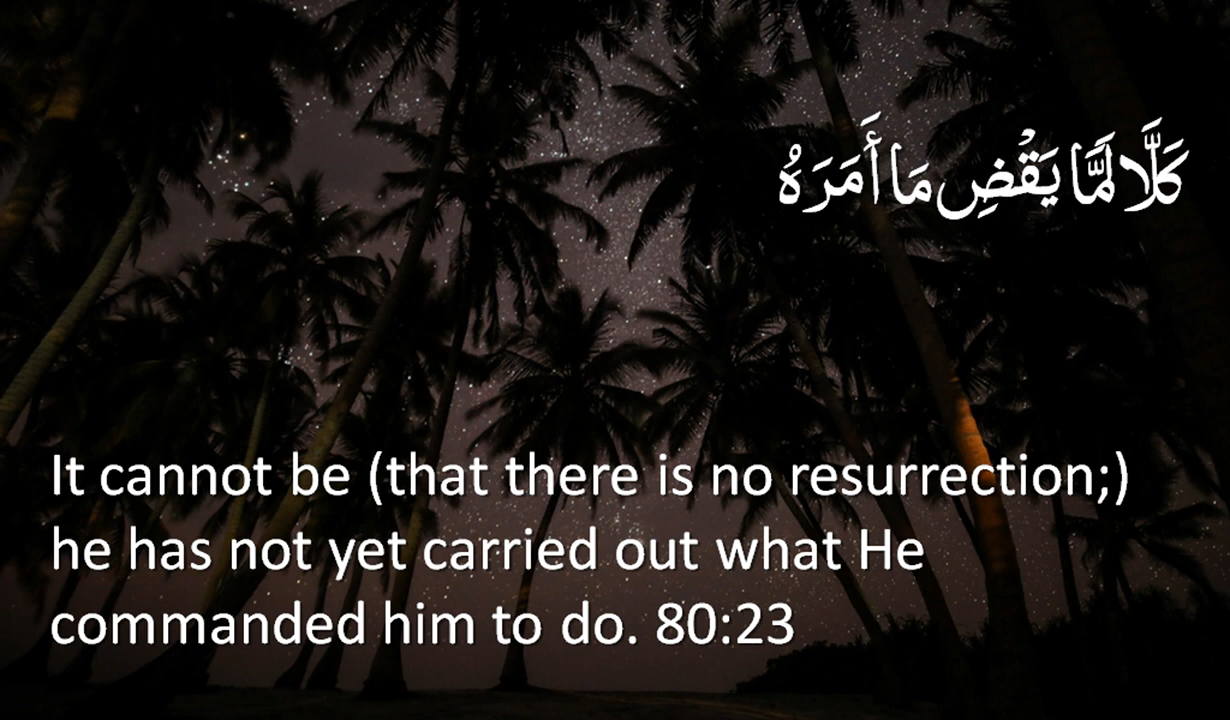 كَلَّا لَمَّا يَقْضِ مَا أَمَرَهُ
It cannot be (that there is no resurrection;)
he has not yet carried out what He
commanded him to do. 80:23